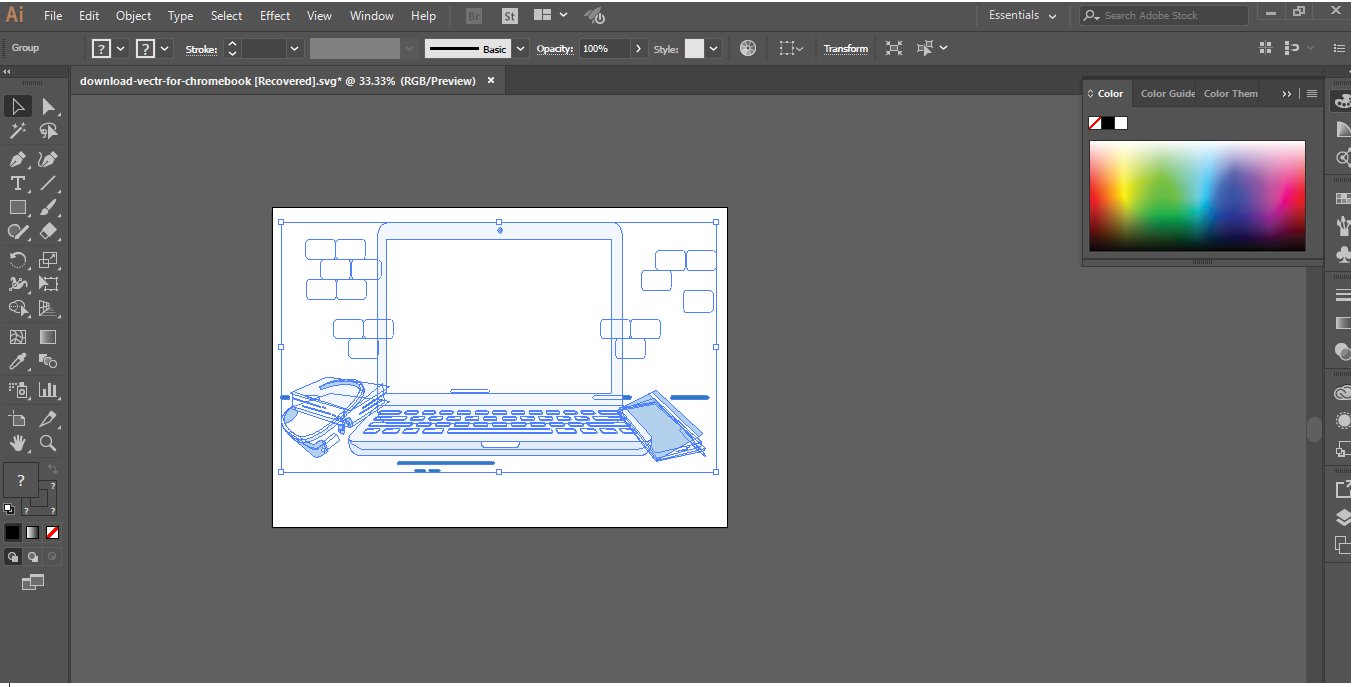 Ai File Edit Object Type Select Effect View Window Help Br St Essentials Search Adobe Stock
Group ? ? Stroke: Basic Opacity: 100% Style: Transform
download-vectr-for-chromebook [Recovered].svg* @ 33.33% (RGB/Preview) ×
Color Color Guide Color Them
T
?
?
? ?